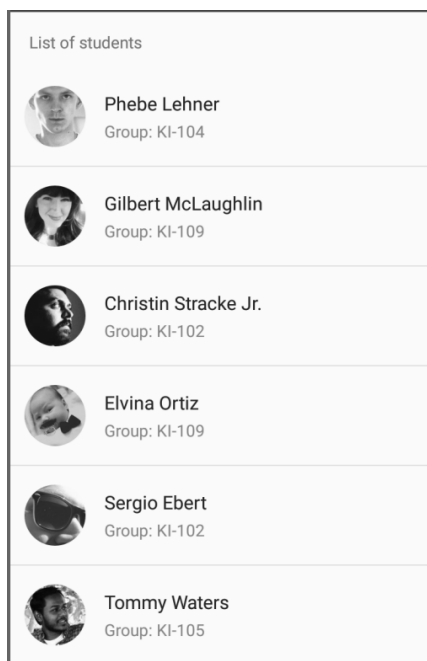 List of students
Phebe Lehner
Group: KI-104
Gilbert McLaughlin
Group: KI-109
Christin Stracke Jr.
Group: KI-102
Elvina Ortiz
Group: KI-109
Sergio Ebert
Group: KI-102
Tommy Waters
Group: KI-105